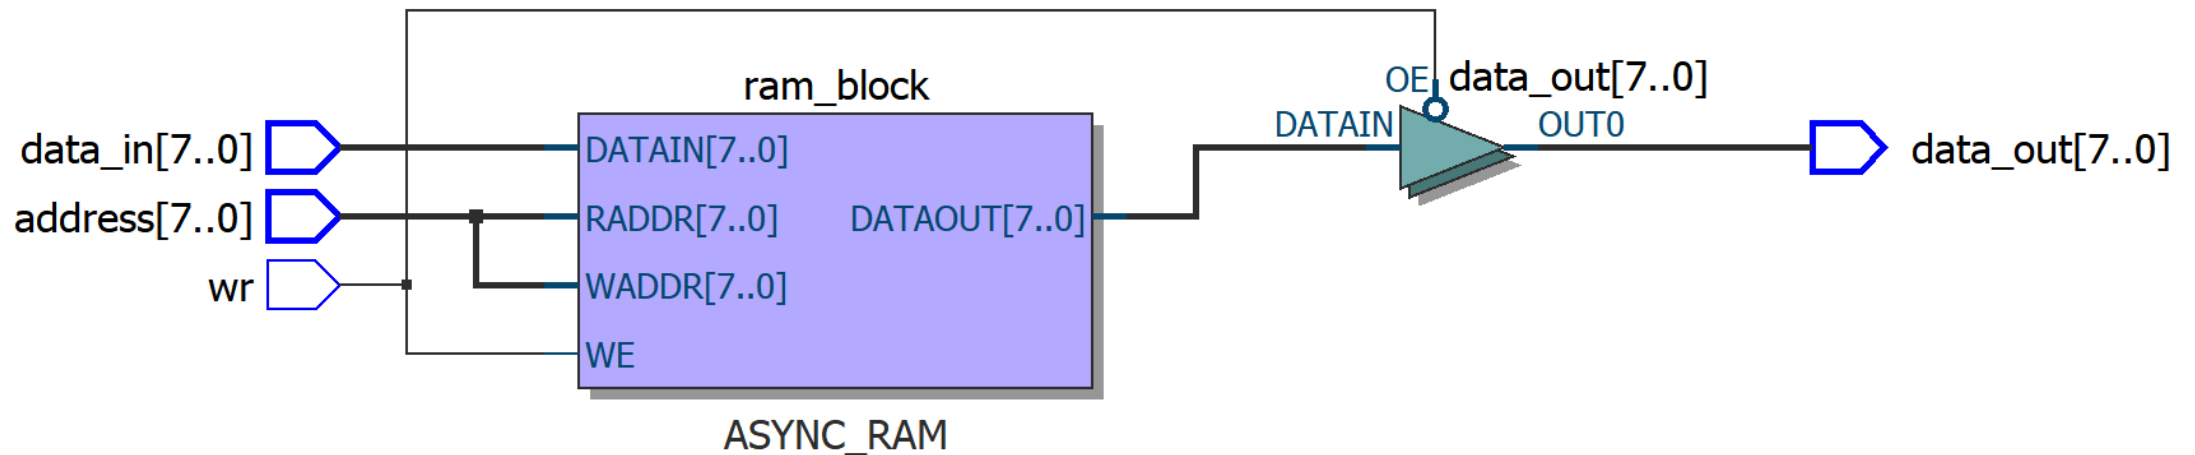 ram_block
OE
data_out[7..0]
data_in[7..0]
DATAIN[7..0]
DATAIN
OUT0
data_out[7..0]
address[7..0]
RADDR[7..0]
DATAOUT[7..0]
wr
WADDR[7..0]
WE
ASYNC_RAM